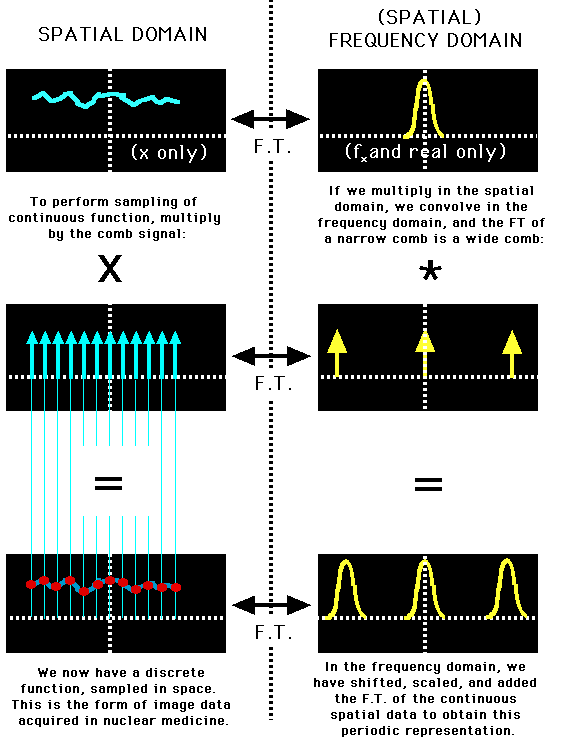 SPATIAL DOMAIN
(SPATIAL)
FREQUENCY DOMAIN
(x only)
F.T.
(fxand real only)
To perform sampling of
continuous function, multiply
by the comb signal:
If we multiply in the spatial
domain, we convolve in the
frequency domain, and the FT of
a narrow comb is a wide comb:
X
*
F.T.
=
=
F.T.
We now have a discrete
function, sampled in space.
This is the form of image data
acquired in nuclear medicine.
In the frequency domain, we
have shifted, scaled, and added
the F.T. of the continuous
spatial data to obtain this
periodic representation.